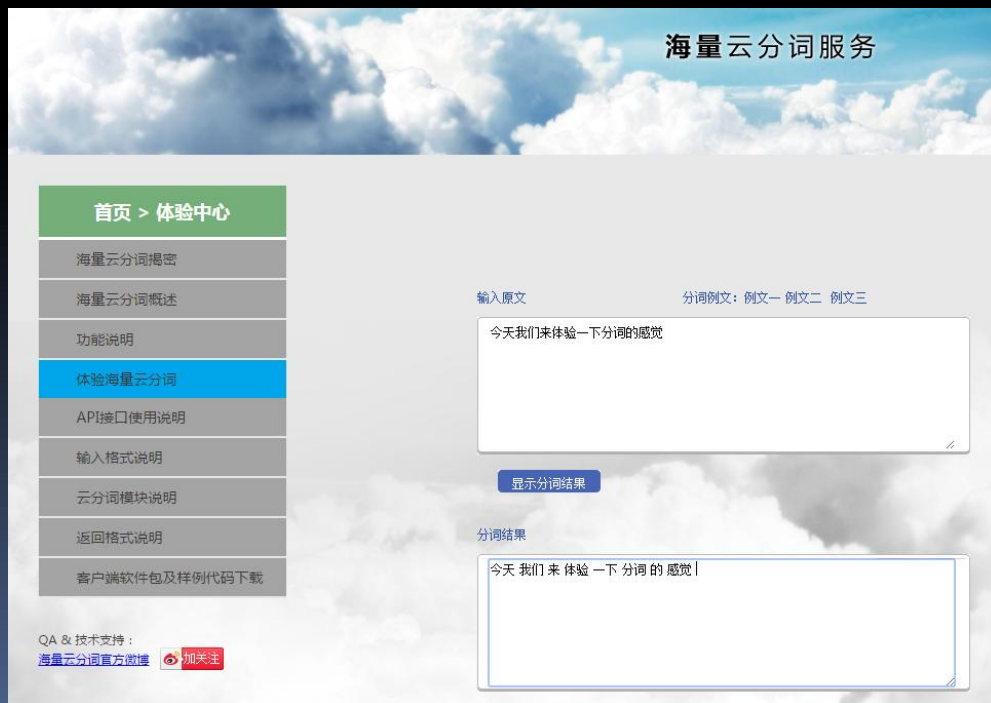 海量云分词服务
首页 > 体验中心
海量云分词揭密
海量云分词概述
功能说明
体验海量云分词
API接口使用说明
输入格式说明
云分词模块说明
返回格式说明
客户端软件包及样例代码下载
QA & 技术支持：
海量云分词官方微博 加关注
输入原文 分词例文：例文一 例文二 例文三
今天我们来体验一下分词的感觉
显示分词结果
分词结果
今天 我们 来 体验 一下 分词 的 感觉